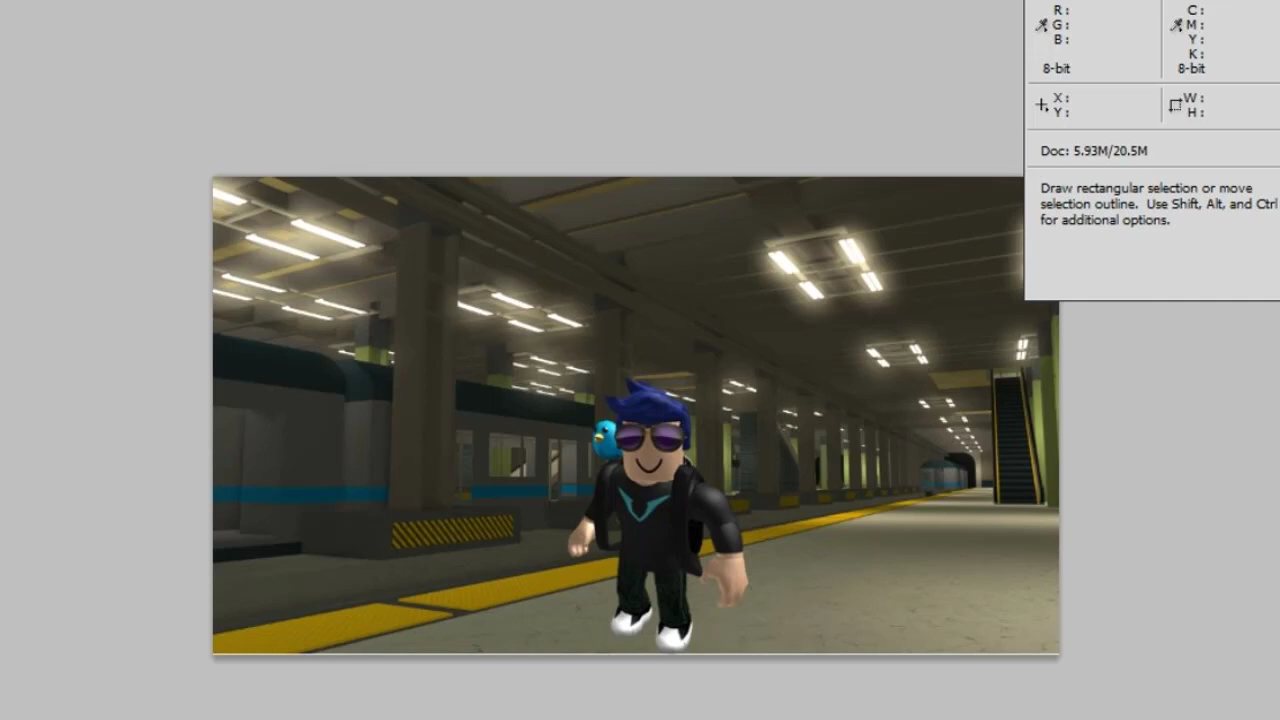 R :
G :
B :
8-bit
C :
M :
Y :
K :
8-bit
X :
Y :
W :
H :
Doc: 5.93M/20.5M
Draw rectangular selection or move
selection outline.  Use Shift, Alt, and Ctrl
for additional options.